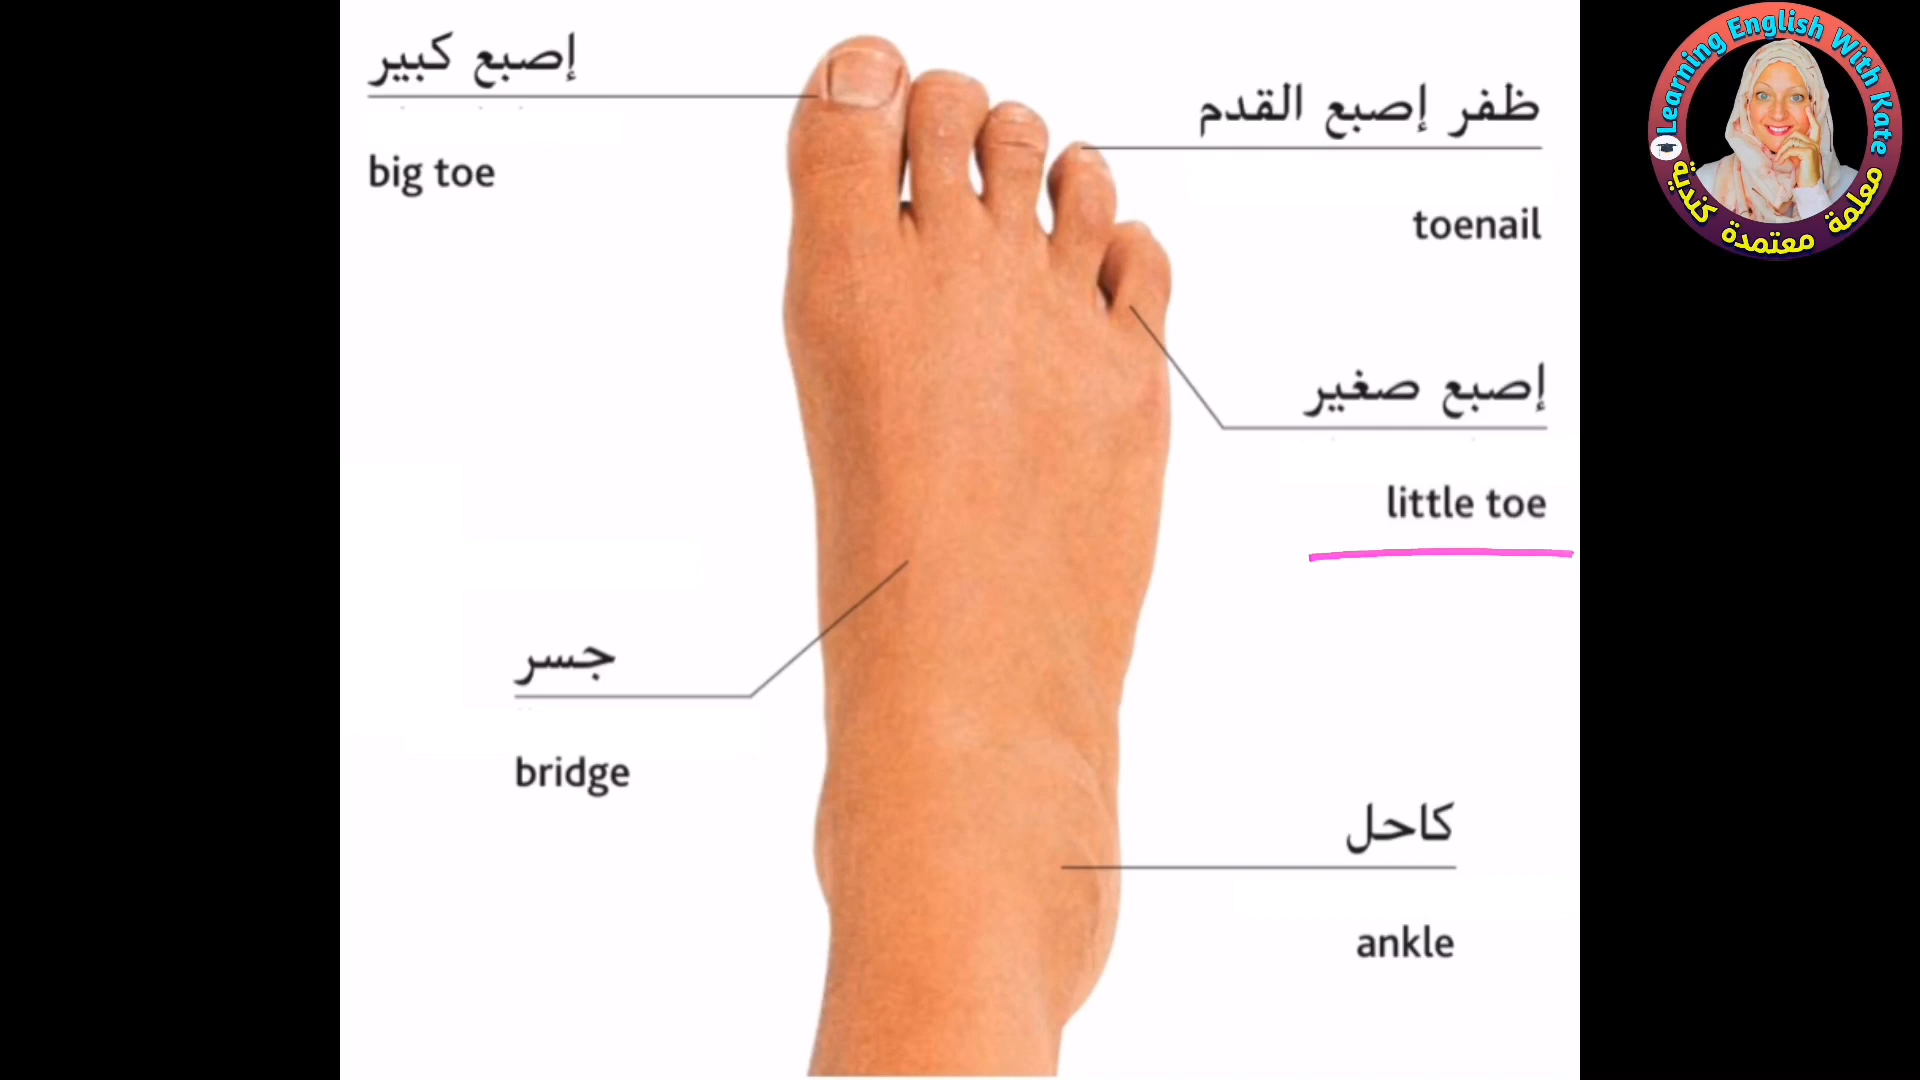 إصبع كبير
big toe
ظفر إصبع القدم
toenail
إصبع صغير
little toe
جسر
bridge
كاحل
ankle
Learning English With Kate
معلمة معتمدة كندية